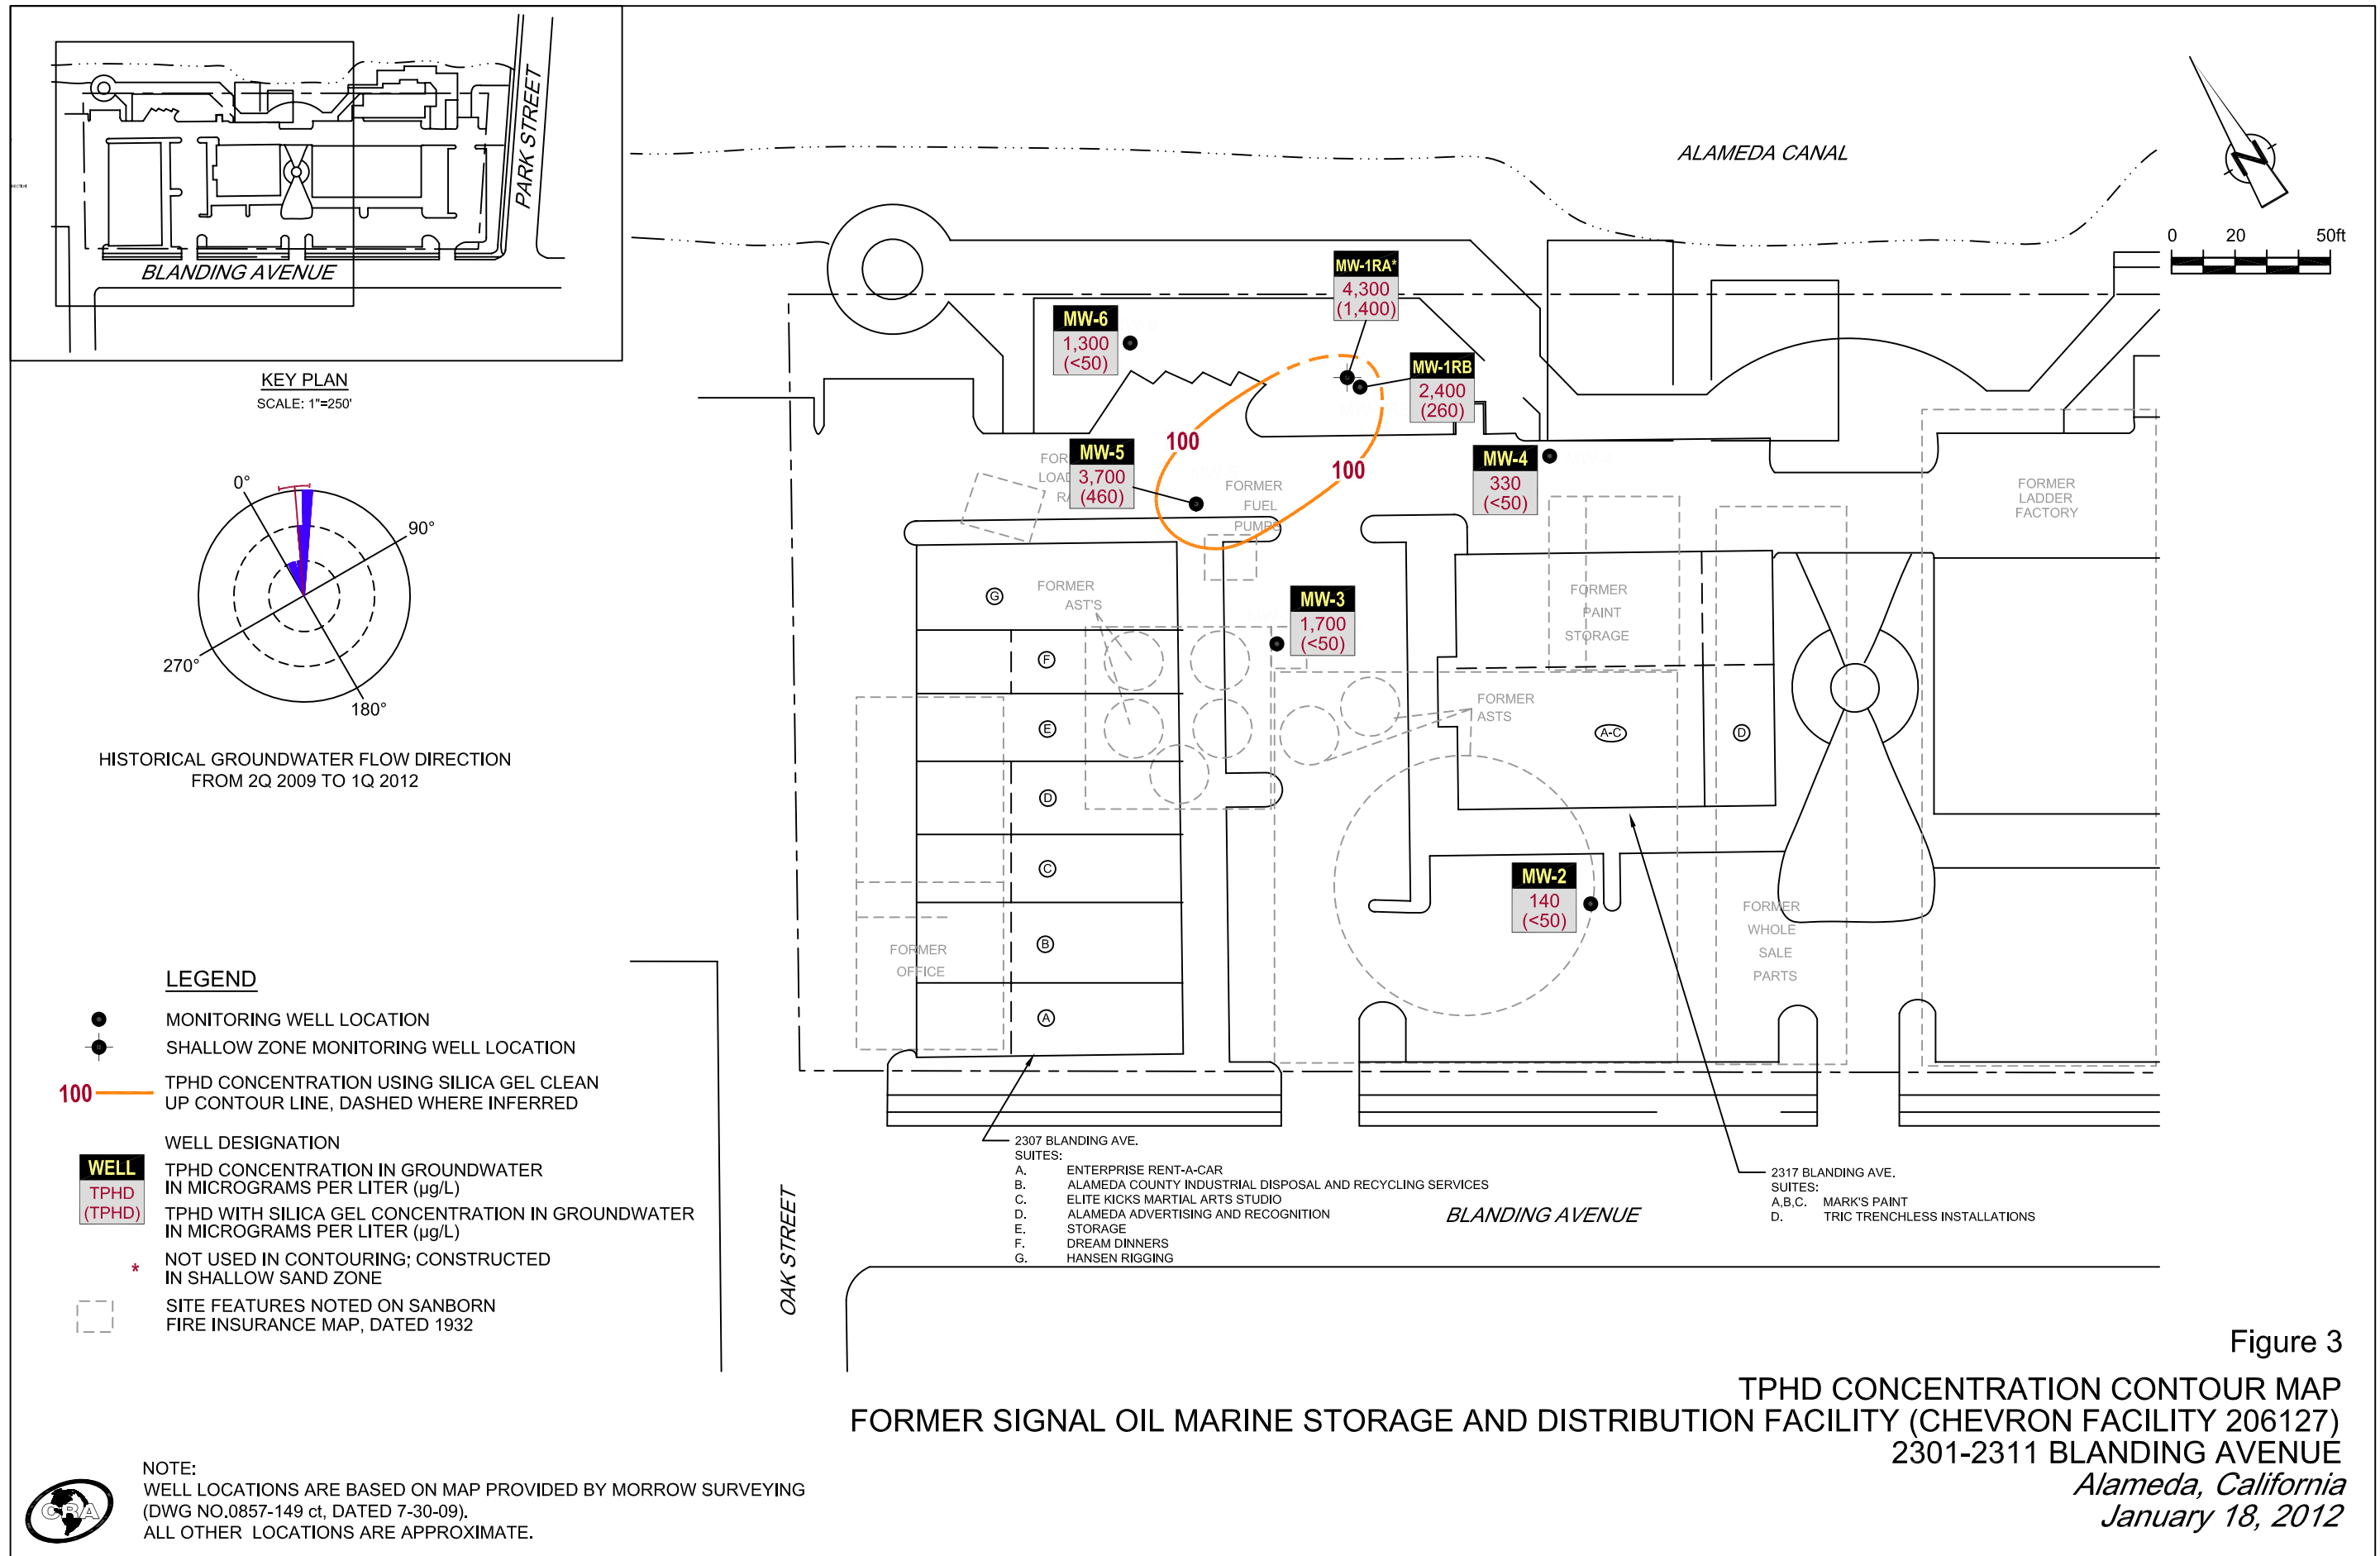 PARK STREET
BLANDING AVENUE
KEY PLAN
SCALE: 1"=250'
0°
90°
180°
270°
HISTORICAL GROUNDWATER FLOW DIRECTION
FROM 2Q 2009 TO 1Q 2012
ALAMEDA CANAL
N
0 20 50ft
MW-1RA*
4,300
(1,400)
MW-6
1,300
(<50)
MW-1RB
2,400
(260)
100
100
MW-5
3,700
(460)
MW-4
330
(<50)
FORMER
FUEL
PUMPS
FORMER
LADDER
FACTORY
FORMER
AST'S
MW-3
1,700
(<50)
FORMER
PAINT
STORAGE
FORMER
ASTS
G
F
E
D
C
B
A
A-C
D
MW-2
140
(<50)
FORMER
WHOLE
SALE
PARTS
FORMER
OFFICE
LEGEND
MONITORING WELL LOCATION
SHALLOW ZONE MONITORING WELL LOCATION
100
TPHD CONCENTRATION USING SILICA GEL CLEAN
UP CONTOUR LINE, DASHED WHERE INFERRED
WELL DESIGNATION
WELL
TPHD
(TPHD)
TPHD CONCENTRATION IN GROUNDWATER
IN MICROGRAMS PER LITER (µg/L)
TPHD WITH SILICA GEL CONCENTRATION IN GROUNDWATER
IN MICROGRAMS PER LITER (µg/L)
* NOT USED IN CONTOURING; CONSTRUCTED
IN SHALLOW SAND ZONE
SITE FEATURES NOTED ON SANBORN
FIRE INSURANCE MAP, DATED 1932
2307 BLANDING AVE.
SUITES:
A. ENTERPRISE RENT-A-CAR
B. ALAMEDA COUNTY INDUSTRIAL DISPOSAL AND RECYCLING SERVICES
C. ELITE KICKS MARTIAL ARTS STUDIO
D. ALAMEDA ADVERTISING AND RECOGNITION
E. STORAGE
F. DREAM DINNERS
G. HANSEN RIGGING
2317 BLANDING AVE.
SUITES:
A,B,C. MARK'S PAINT
D. TRIC TRENCHLESS INSTALLATIONS
BLANDING AVENUE
OAK STREET
Figure 3
TPHD CONCENTRATION CONTOUR MAP
FORMER SIGNAL OIL MARINE STORAGE AND DISTRIBUTION FACILITY (CHEVRON FACILITY 206127)
2301-2311 BLANDING AVENUE
Alameda, California
January 18, 2012
NOTE:
WELL LOCATIONS ARE BASED ON MAP PROVIDED BY MORROW SURVEYING
(DWG NO.0857-149 ct, DATED 7-30-09).
ALL OTHER LOCATIONS ARE APPROXIMATE.
CRA